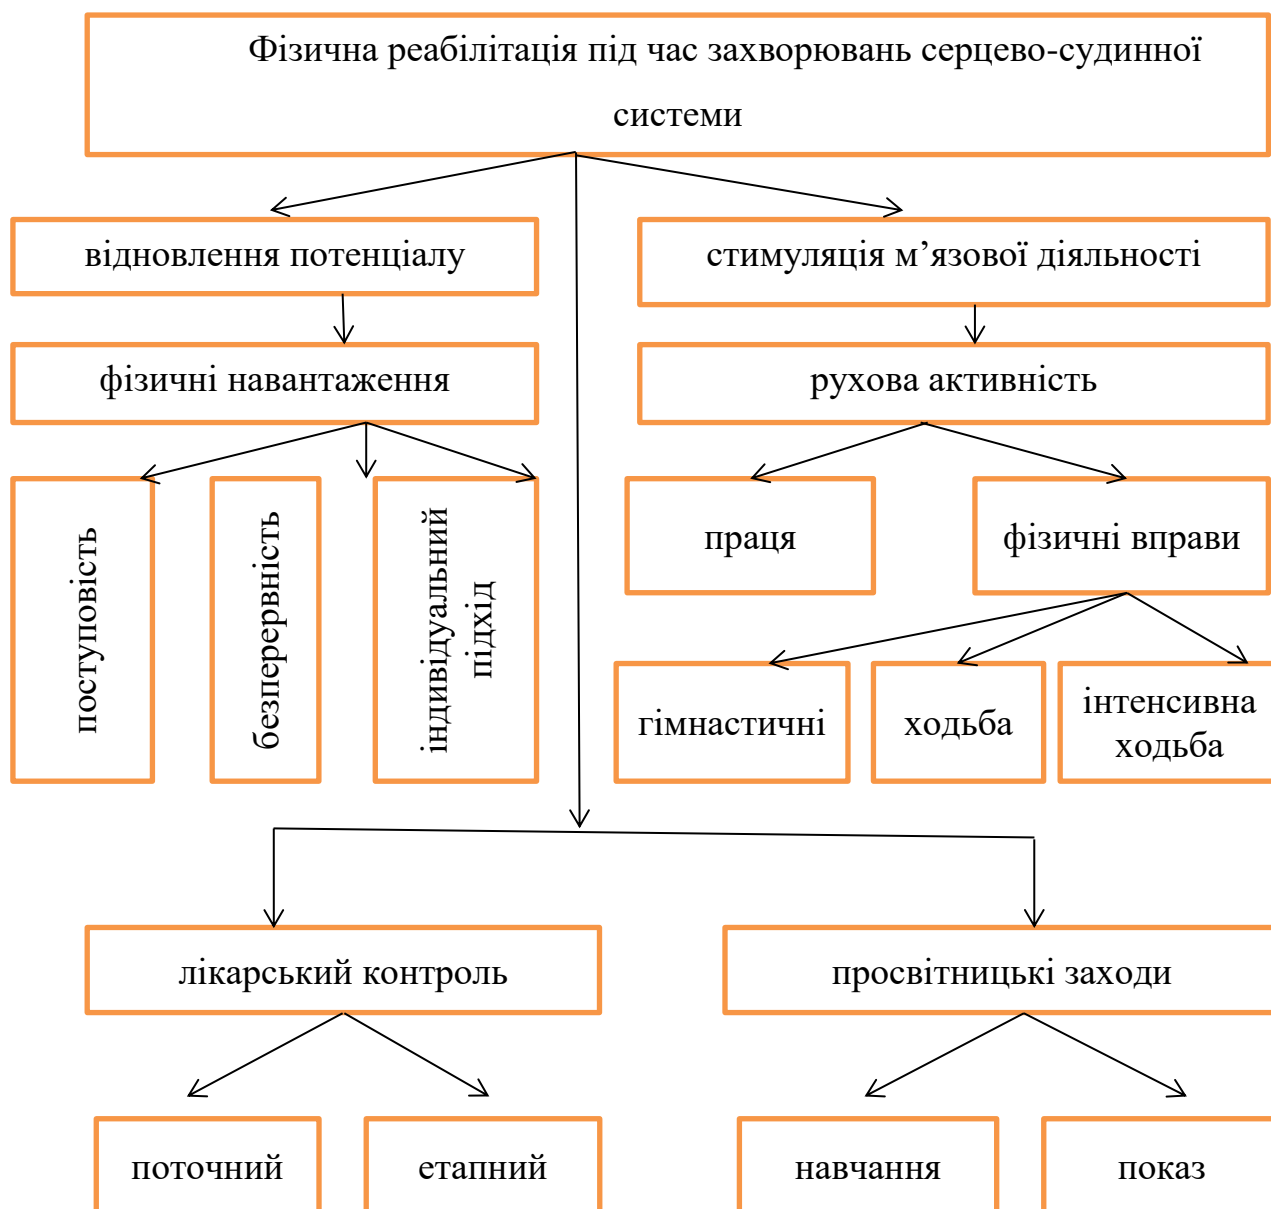 Фізична реабілітація під час захворювань серцево-судинної
системи
відновлення потенціалу
стимуляція м’язової діяльності
фізичні навантаження
рухова активність
поступовість
безперервність
індивідуальний
підхід
праця
фізичні вправи
гімнастичні
ходьба
інтенсивна
ходьба
лікарський контроль
просвітницькі заходи
поточний
етапний
навчання
показ